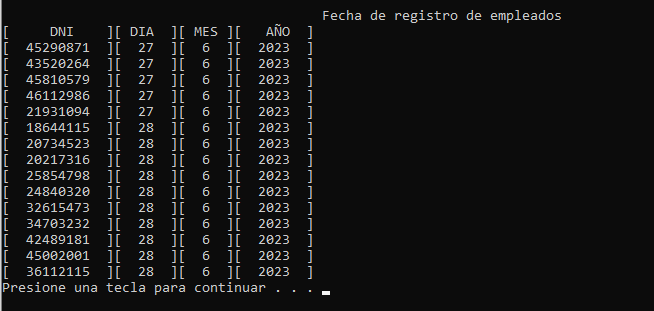 Fecha de registro de empleados
[     DNI    ][ DIA  ][ MES ][   AÑO  ]
[  45290871  ][  27  ][  6  ][  2023  ]
[  43520264  ][  27  ][  6  ][  2023  ]
[  45810579  ][  27  ][  6  ][  2023  ]
[  46112986  ][  27  ][  6  ][  2023  ]
[  21931094  ][  27  ][  6  ][  2023  ]
[  18644115  ][  28  ][  6  ][  2023  ]
[  20734523  ][  28  ][  6  ][  2023  ]
[  20217316  ][  28  ][  6  ][  2023  ]
[  25854798  ][  28  ][  6  ][  2023  ]
[  24840320  ][  28  ][  6  ][  2023  ]
[  32615473  ][  28  ][  6  ][  2023  ]
[  34703232  ][  28  ][  6  ][  2023  ]
[  42489181  ][  28  ][  6  ][  2023  ]
[  45002001  ][  28  ][  6  ][  2023  ]
[  36112115  ][  28  ][  6  ][  2023  ]
Presione una tecla para continuar . . .